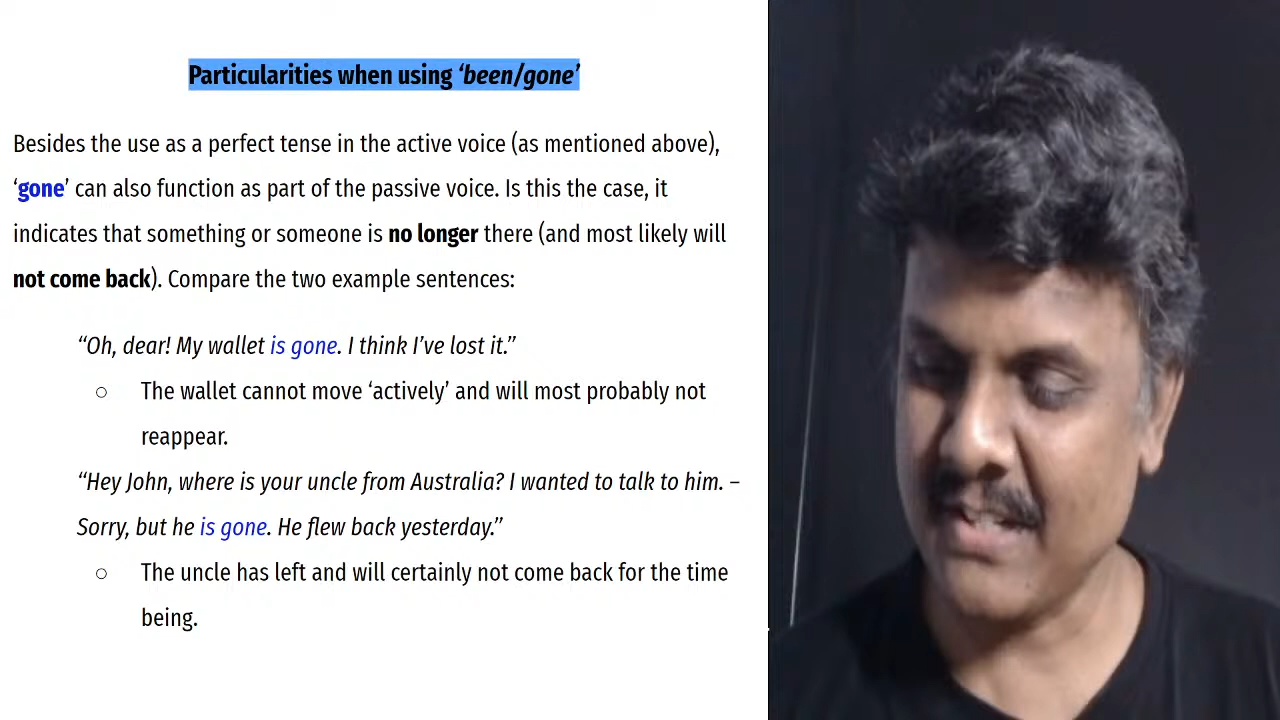 Particularities when using ‘been/gone’
Besides the use as a perfect tense in the active voice (as mentioned above),
‘gone’ can also function as part of the passive voice. Is this the case, it
indicates that something or someone is no longer there (and most likely will
not come back). Compare the two example sentences:
“Oh, dear! My wallet is gone. I think I’ve lost it.”
○ The wallet cannot move ‘actively’ and will most probably not
reappear.
“Hey John, where is your uncle from Australia? I wanted to talk to him. –
Sorry, but he is gone. He flew back yesterday.”
○ The uncle has left and will certainly not come back for the time
being.